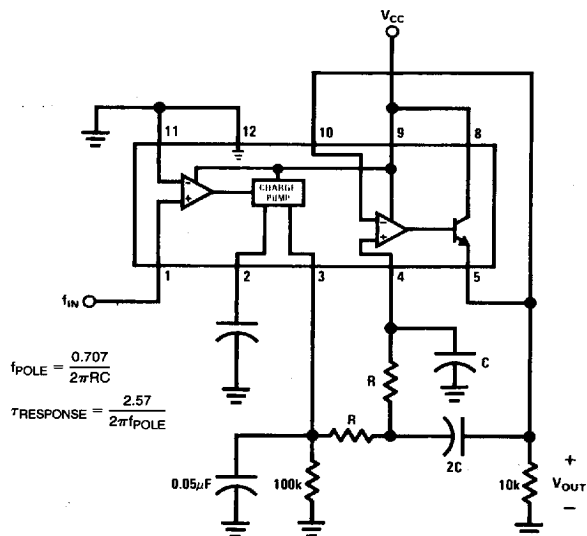 VCC
11
12
10
9
8
−
+
CHARGE
PUMP
−
+
1
2
3
4
5
fIN
fPOLE = 0.707 / 2πRC
τRESPONSE = 2.57 / 2πfPOLE
R
C
R
2C
0.05μF
100k
10k
+
VOUT
−